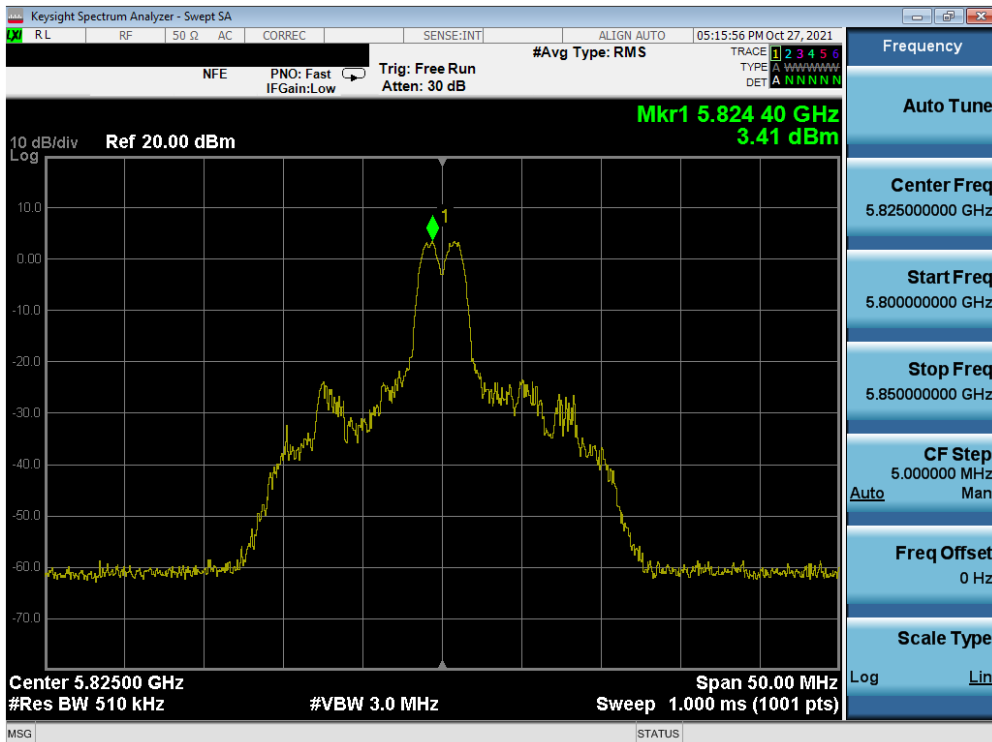 Keysight Spectrum Analyzer - Swept SA
LXI RL RF 50 Ω AC CORREC SENSE:INT ALIGN AUTO 05:15:56 PM Oct 27, 2021
NFE PNO: Fast IFGain:Low Trig: Free Run Atten: 30 dB #Avg Type: RMS
TRACE 1 2 3 4 5 6
TYPE A WWWWW
DET A N N N N N
Mkr1 5.824 40 GHz
3.41 dBm
10 dB/div Ref 20.00 dBm
Log
1
10.0
0.00
-10.0
-20.0
-30.0
-40.0
-50.0
-60.0
-70.0
Center 5.82500 GHz Span 50.00 MHz
#Res BW 510 kHz #VBW 3.0 MHz Sweep 1.000 ms (1001 pts)
MSG STATUS
Frequency
Auto Tune
Center Freq
5.825000000 GHz
Start Freq
5.800000000 GHz
Stop Freq
5.850000000 GHz
CF Step
5.000000 MHz
Auto Man
Freq Offset
0 Hz
Scale Type
Log Lin